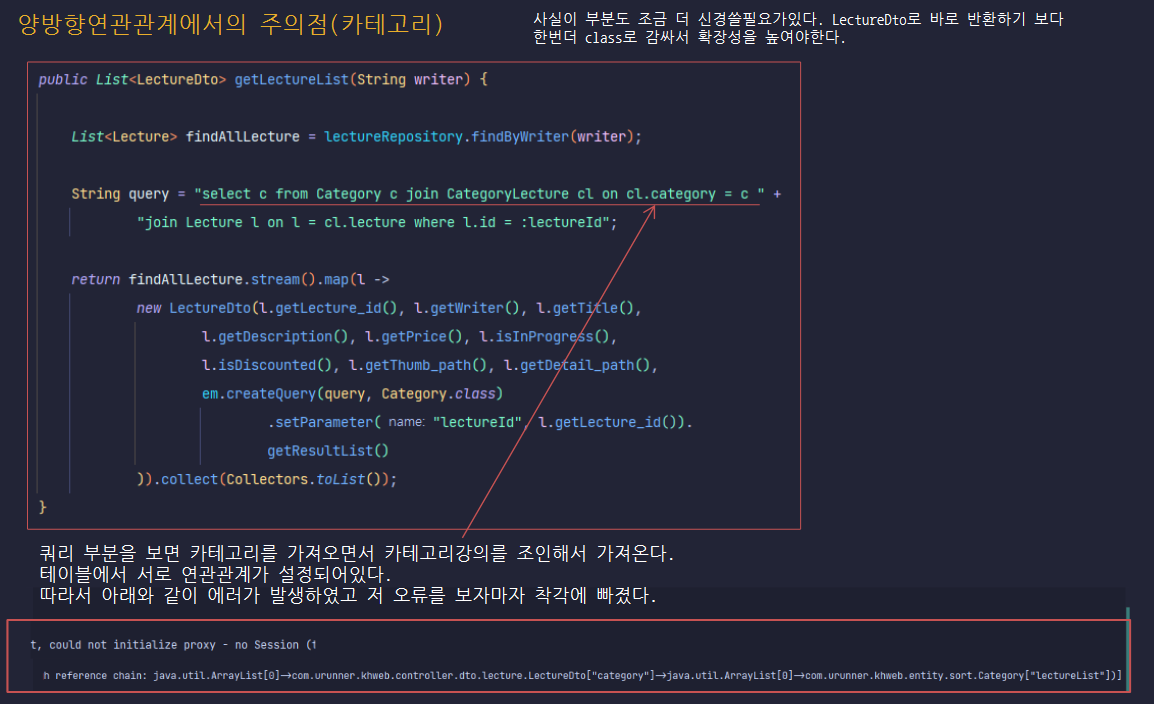 양방향연관관계에서의 주의점(카테고리)
사실이 부분도 조금 더 신경쓸필요가있다. LectureDto로 바로 반환하기 보다
한번더 class로 감싸서 확장성을 높여야한다.
public List<LectureDto> getLectureList(String writer) {
List<Lecture> findAllLecture = lectureRepository.findByWriter(writer);
String query = "select c from Category c join CategoryLecture cl on cl.category = c " +
"join Lecture l on l = cl.lecture where l.id = :lectureId";
return findAllLecture.stream().map(l ->
new LectureDto(l.getLecture_id(), l.getWriter(), l.getTitle(),
l.getDescription(), l.getPrice(), l.isInProgress(),
l.isDiscounted(), l.getThumb_path(), l.getDetail_path(),
em.createQuery(query, Category.class)
.setParameter( name: "lectureId", l.getLecture_id()).
getResultList()
)).collect(Collectors.toList());
}
쿼리 부분을 보면 카테고리를 가져오면서 카테고리강의를 조인해서 가져온다.
테이블에서 서로 연관관계가 설정되어있다.
따라서 아래와 같이 에러가 발생하였고 저 오류를 보자마자 착각에 빠졌다.
t, could not initialize proxy - no Session (t
h reference chain: java.util.ArrayList[0]->com.urunner.khweb.controller.dto.lecture.LectureDto["category"]->java.util.ArrayList[0]->com.urunner.khweb.entity.sort.Category["lectureList"])]